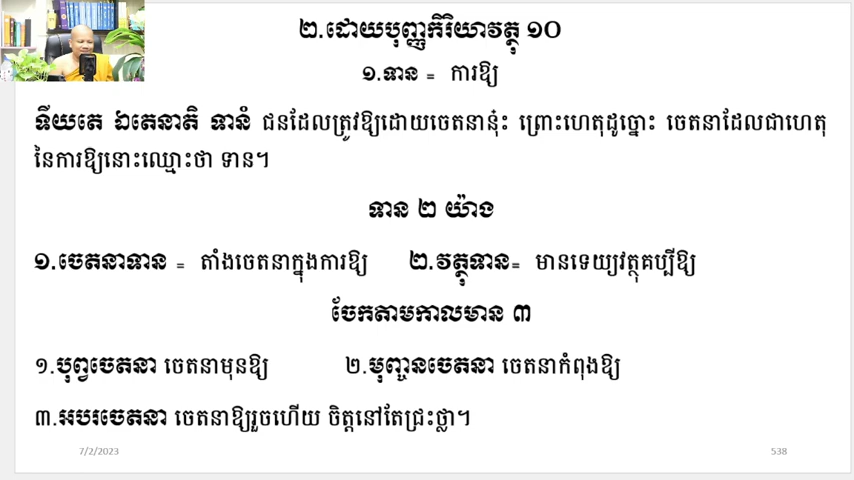 ២.ដោយបុញ្ញកិរិយាវត្ថុ ១០
១.ទាន = ការឱ្យ
ទីយតេ ឯតេនាតិ ទានំ ជនដែលត្រូវឱ្យដោយចេតនានុ៎ះ ព្រោះហេតុដូច្នោះ ចេតនាដែលជាហេតុ
នៃការឱ្យនោះឈ្មោះថា ទាន។
ទាន ២ យ៉ាង
១.ចេតនាទាន = តាំងចេតនាក្នុងការឱ្យ ២.វត្ថុទាន= មានទេយ្យវត្ថុគប្បីឱ្យ
ចែកតាមកាលមាន ៣
១.បុព្វចេតនា ចេតនាមុនឱ្យ ២.មុញ្ចនចេតនា ចេតនាកំពុងឱ្យ
៣.អបរចេតនា ចេតនាឱ្យរួចហើយ ចិត្តនៅតែជ្រះថ្លា។
7/2/2023 538